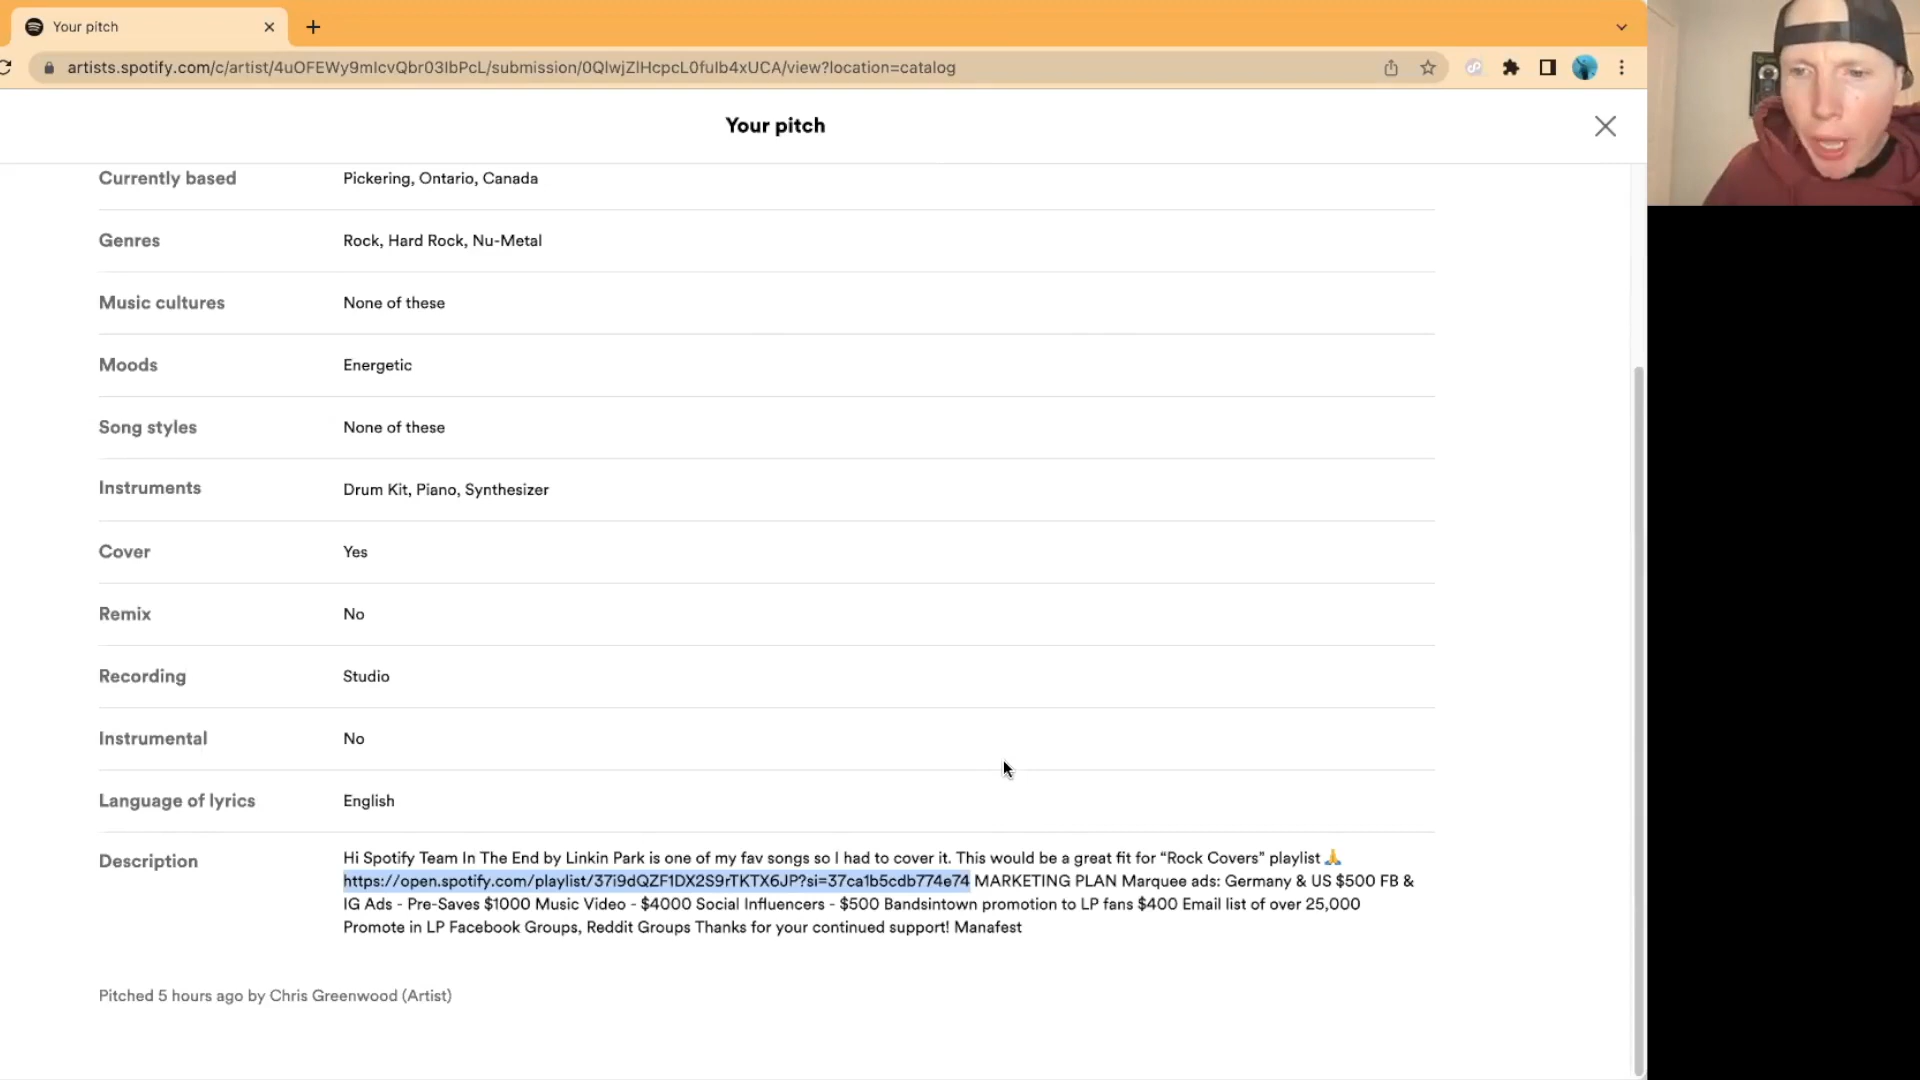 Your pitch
artists.spotify.com/c/artist/4uOFEWy9mIcvQbr03IbPcL/submission/0QlwjZlHcpcL0fulb4xUCA/view?location=catalog
Your pitch
Currently based Pickering, Ontario, Canada
Genres Rock, Hard Rock, Nu-Metal
Music cultures None of these
Moods Energetic
Song styles None of these
Instruments Drum Kit, Piano, Synthesizer
Cover Yes
Remix No
Recording Studio
Instrumental No
Language of lyrics English
Description Hi Spotify Team In The End by Linkin Park is one of my fav songs so I had to cover it. This would be a great fit for “Rock Covers” playlist 🙏
https://open.spotify.com/playlist/37i9dQZF1DX2S9rTKTX6JP?si=37ca1b5cdb774e74 MARKETING PLAN Marquee ads: Germany & US $500 FB &
IG Ads - Pre-Saves $1000 Music Video - $4000 Social Influencers - $500 Bandsintown promotion to LP fans $400 Email list of over 25,000
Promote in LP Facebook Groups, Reddit Groups Thanks for your continued support! Manafest
Pitched 5 hours ago by Chris Greenwood (Artist)